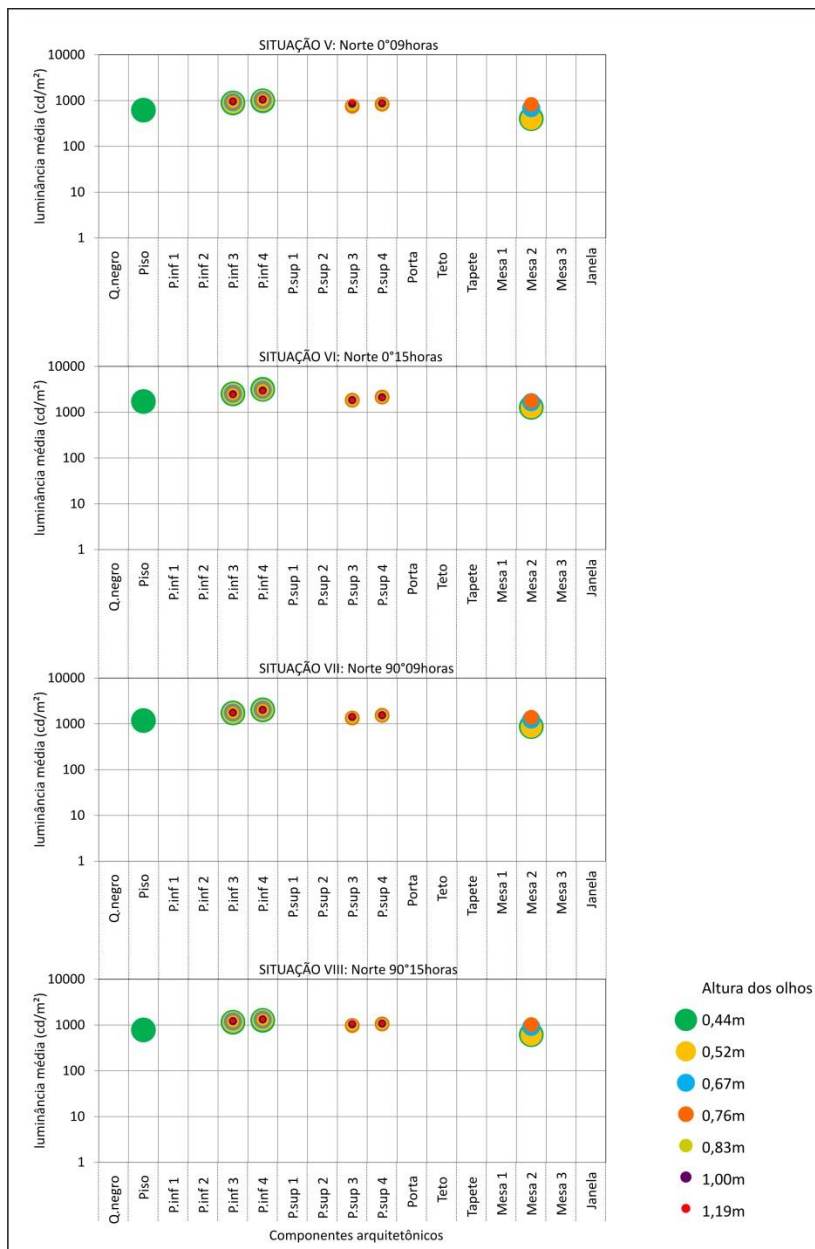 SITUAÇÃO V: Norte 0°09horas
luminância média (cd/m²)
10000
1000
100
10
1
Q.negro
Piso
P.inf 1
P.inf 2
P.inf 3
P.inf 4
P.sup 1
P.sup 2
P.sup 3
P.sup 4
Porta
Teto
Tapete
Mesa 1
Mesa 2
Mesa 3
Janela
SITUAÇÃO VI: Norte 0°15horas
luminância média (cd/m²)
10000
1000
100
10
1
Q.negro
Piso
P.inf 1
P.inf 2
P.inf 3
P.inf 4
P.sup 1
P.sup 2
P.sup 3
P.sup 4
Porta
Teto
Tapete
Mesa 1
Mesa 2
Mesa 3
Janela
SITUAÇÃO VII: Norte 90°09horas
luminância média (cd/m²)
10000
1000
100
10
1
Q.negro
Piso
P.inf 1
P.inf 2
P.inf 3
P.inf 4
P.sup 1
P.sup 2
P.sup 3
P.sup 4
Porta
Teto
Tapete
Mesa 1
Mesa 2
Mesa 3
Janela
SITUAÇÃO VIII: Norte 90°15horas
luminância média (cd/m²)
10000
1000
100
10
1
Q.negro
Piso
P.inf 1
P.inf 2
P.inf 3
P.inf 4
P.sup 1
P.sup 2
P.sup 3
P.sup 4
Porta
Teto
Tapete
Mesa 1
Mesa 2
Mesa 3
Janela
Componentes arquitetônicos
Altura dos olhos
0,44m
0,52m
0,67m
0,76m
0,83m
1,00m
1,19m